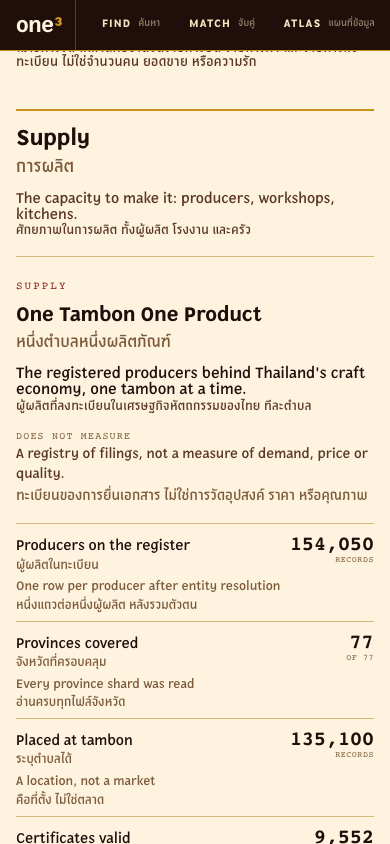 one³
FIND ค้นหา
MATCH จับคู่
ATLAS แผนที่ข้อมูล
ทะเบียน ไม่ใช่จำนวนคน ยอดขาย หรือความรัก
Supply
การผลิต
The capacity to make it: producers, workshops,
kitchens.
ศักยภาพในการผลิต ทั้งผู้ผลิต โรงงาน และครัว
SUPPLY
One Tambon One Product
หนึ่งตำบลหนึ่งผลิตภัณฑ์
The registered producers behind Thailand's craft
economy, one tambon at a time.
ผู้ผลิตที่ลงทะเบียนในเศรษฐกิจหัตถกรรมของไทย ทีละตำบล
DOES NOT MEASURE
A registry of filings, not a measure of demand, price or
quality.
ทะเบียนของการยื่นเอกสาร ไม่ใช่การวัดอุปสงค์ ราคา หรือคุณภาพ
Producers on the register
154,050
ผู้ผลิตในทะเบียน
RECORDS
One row per producer after entity resolution
หนึ่งแถวต่อหนึ่งผู้ผลิต หลังรวมตัวตน
Provinces covered
77
จังหวัดที่ครอบคลุม
OF 77
Every province shard was read
อ่านครบทุกไฟล์จังหวัด
Placed at tambon
135,100
ระบุตำบลได้
RECORDS
A location, not a market
คือที่ตั้ง ไม่ใช่ตลาด
Certificates valid
9,552